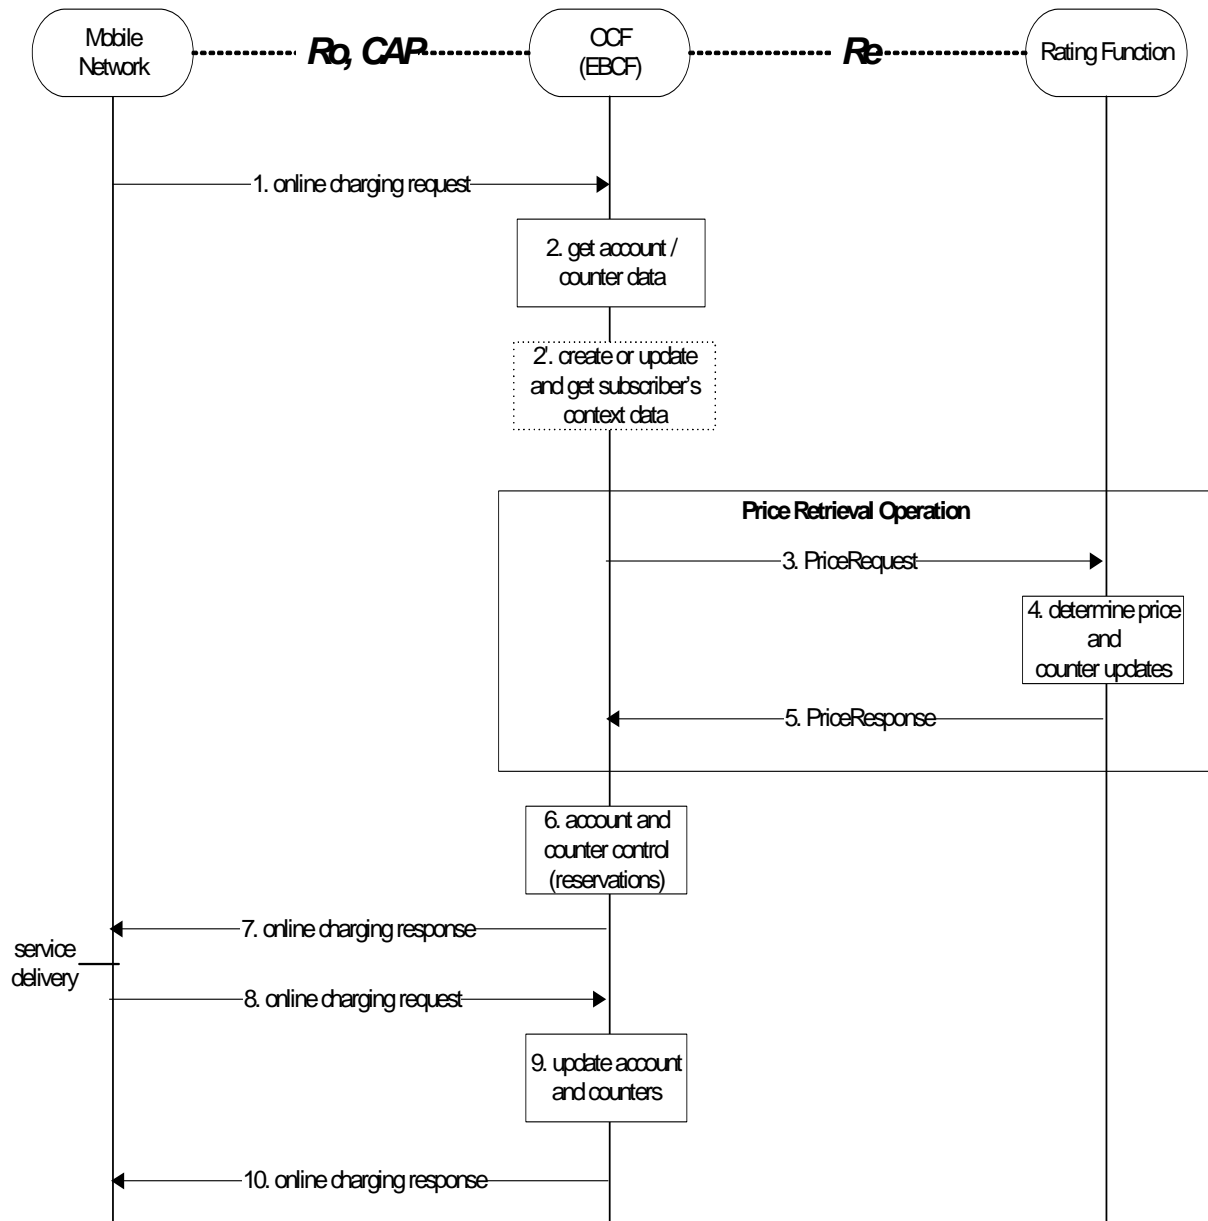 Mobile
Network
Ro, CAP
OCF
(EBCF)
Re
Rating Function
1. online charging request
2. get account /
counter data
2'. create or update
and get subscriber's
context data
Price Retrieval Operation
3. PriceRequest
4. determine price
and
counter updates
5. PriceResponse
6. account and
counter control
(reservations)
7. online charging response
service
delivery
8. online charging request
9. update account
and counters
10. online charging response